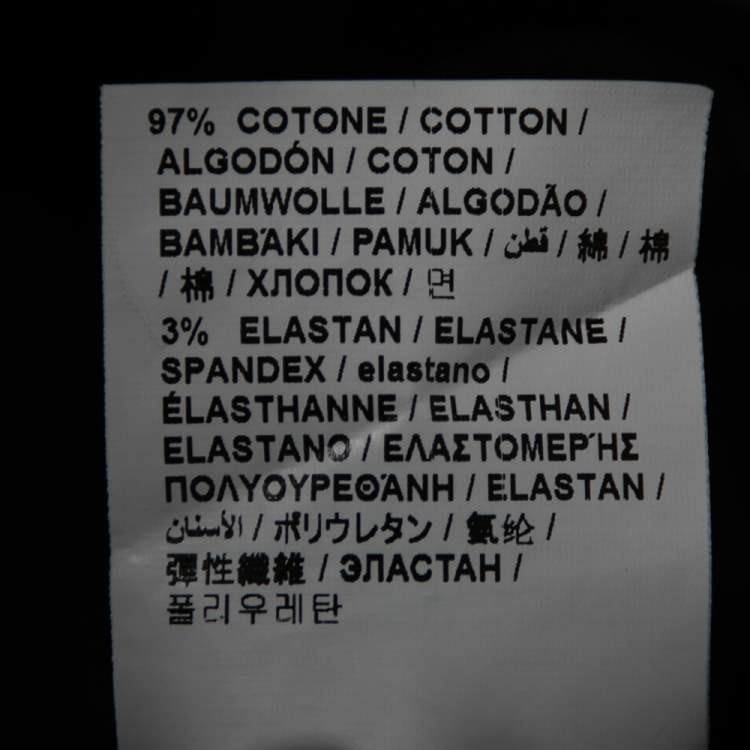 97% COTONE / COTTON /
ALGODÓN / COTON /
BAUMWOLLE / ALGODÃO /
BAMBΆKI / PAMUK / قطن / 綿 / 棉
/ 棉 / ХЛОПОК / 면
3% ELASTAN / ELASTANE /
SPANDEX / elastano /
ÉLASTHANNE / ELASTHAN /
ELASTANO / ΕΛΑΣΤΟΜΕΡΉΣ
ΠΟΛΥΟΥΡΕΘΆΝΗ / ELASTAN /
الأستان / ポリウレタン / 氨纶 /
彈性纖維 / ЭЛАСТАН /
폴리우레탄